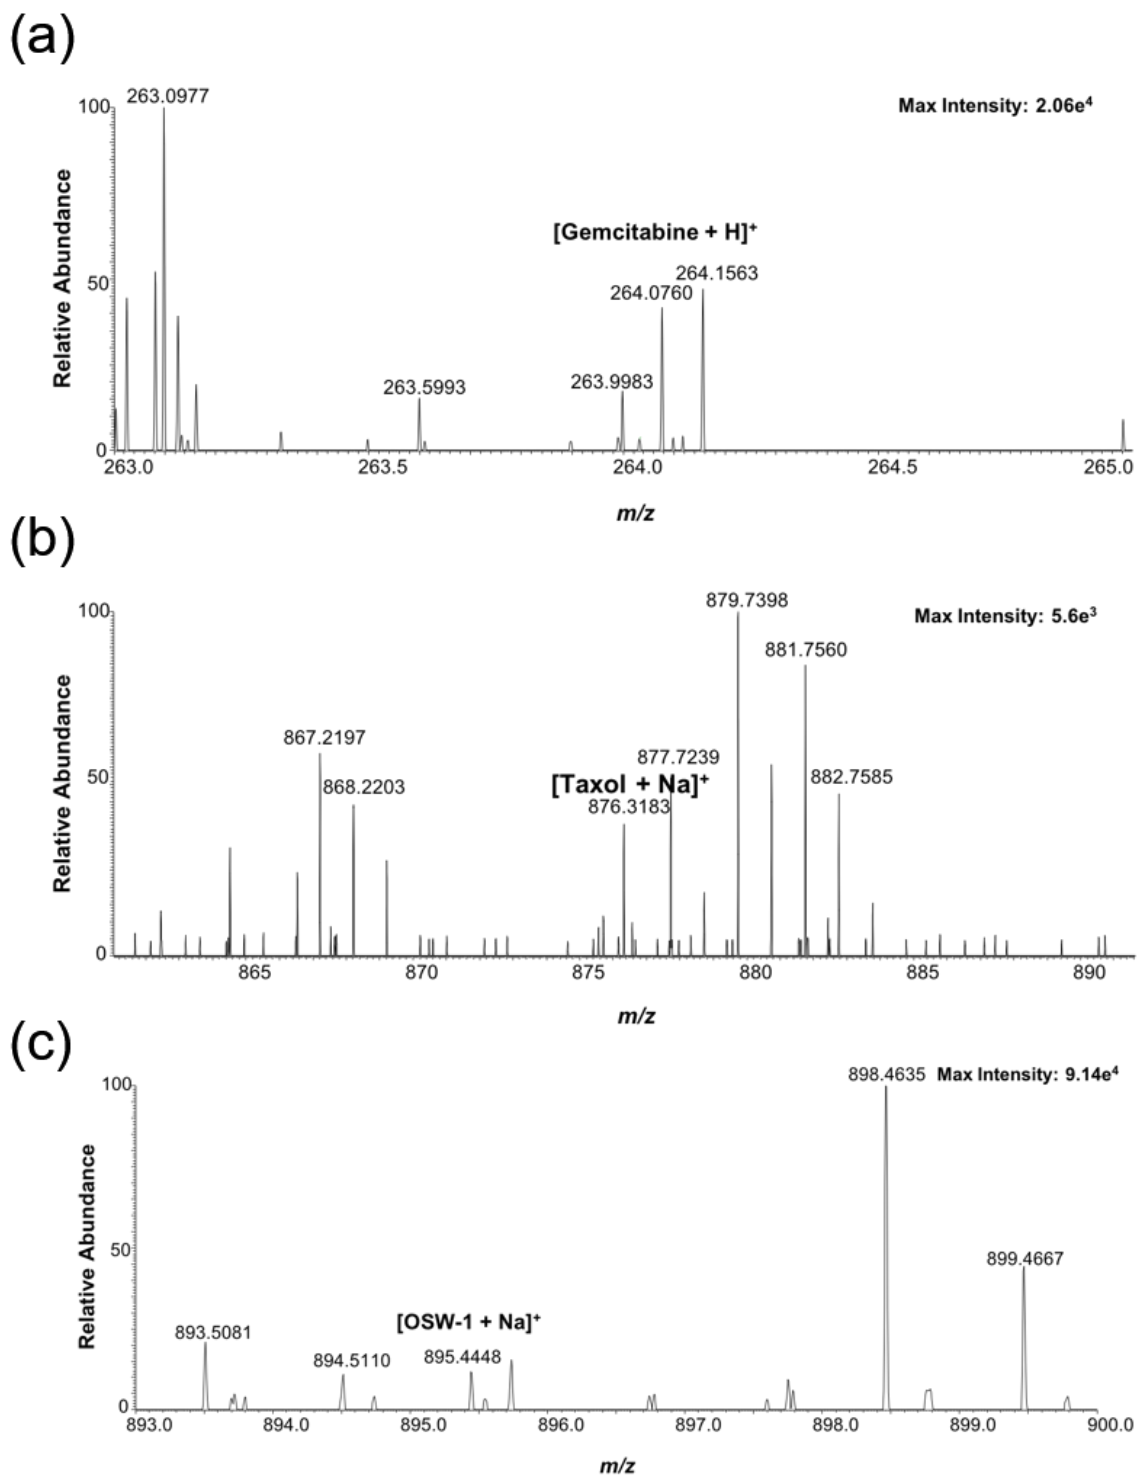 (a)
263.0977
100
Max Intensity: 2.06e4
Relative Abundance
[Gemcitabine + H]+
264.1563
50
264.0760
263.5993
263.9983
0
263.0 263.5 264.0 264.5 265.0
m/z
(b)
879.7398
100
Max Intensity: 5.6e3
881.7560
Relative Abundance
867.2197
877.7239
50
[Taxol + Na]+
882.7585
868.2203
876.3183
0
865 870 875 880 885 890
m/z
(c)
898.4635 Max Intensity: 9.14e4
100
Relative Abundance
50
899.4667
[OSW-1 + Na]+
893.5081
894.5110
895.4448
0
893.0 894.0 895.0 896.0 897.0 898.0 899.0 900.0
m/z